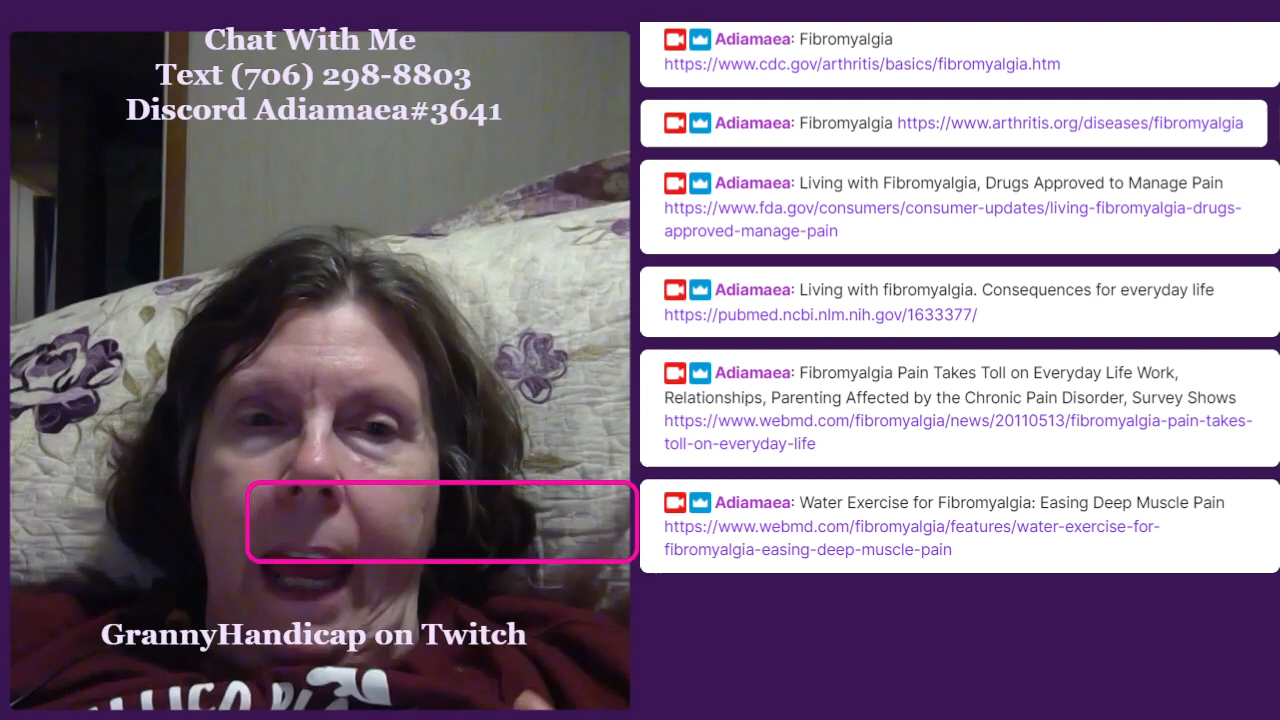 Chat With Me
Text (706) 298-8803
Discord Adiamaea#3641
GrannyHandicap on Twitch
Adiamaea: Fibromyalgia
https://www.cdc.gov/arthritis/basics/fibromyalgia.htm
Adiamaea: Fibromyalgia https://www.arthritis.org/diseases/fibromyalgia
Adiamaea: Living with Fibromyalgia, Drugs Approved to Manage Pain
https://www.fda.gov/consumers/consumer-updates/living-fibromyalgia-drugs-
approved-manage-pain
Adiamaea: Living with fibromyalgia. Consequences for everyday life
https://pubmed.ncbi.nlm.nih.gov/1633377/
Adiamaea: Fibromyalgia Pain Takes Toll on Everyday Life Work,
Relationships, Parenting Affected by the Chronic Pain Disorder, Survey Shows
https://www.webmd.com/fibromyalgia/news/20110513/fibromyalgia-pain-takes-
toll-on-everyday-life
Adiamaea: Water Exercise for Fibromyalgia: Easing Deep Muscle Pain
https://www.webmd.com/fibromyalgia/features/water-exercise-for-
fibromyalgia-easing-deep-muscle-pain